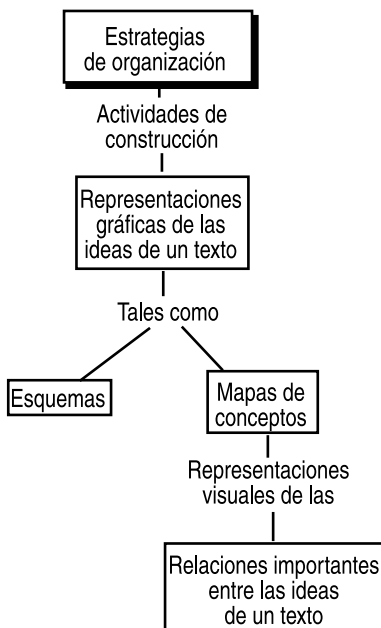 Estrategias
de organización
Actividades de
construcción
Representaciones
gráficas de las
ideas de un texto
Tales como
Esquemas
Mapas de
conceptos
Representaciones
visuales de las
Relaciones importantes
entre las ideas
de un texto